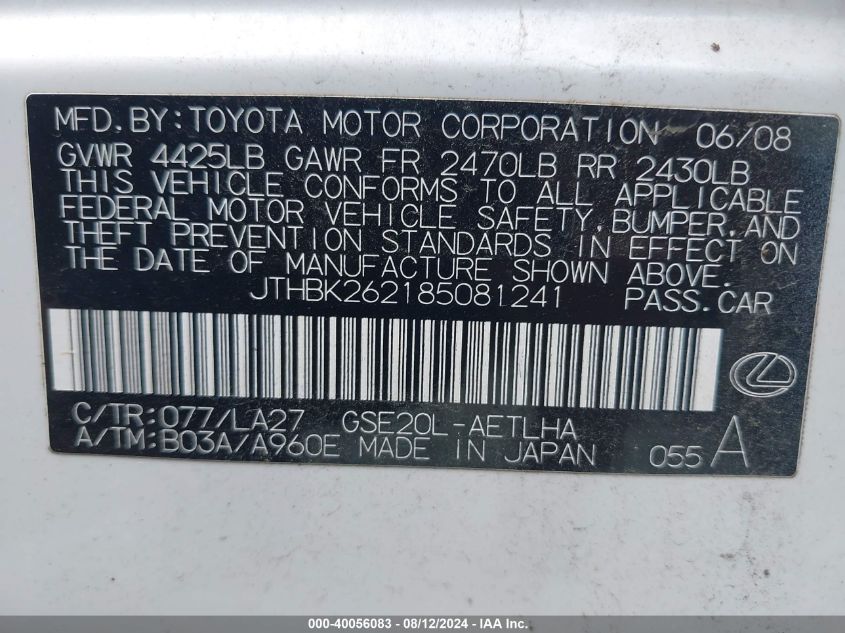 MFD.BY:TOYOTA MOTOR CORPORATION 06/08
GVWR 4425LB GAWR FR 2470LB RR 2430LB
THIS VEHICLE CONFORMS TO ALL APPLICABLE
FEDERAL MOTOR VEHICLE SAFETY, BUMPER, AND
THEFT PREVENTION STANDARDS IN EFFECT ON
THE DATE OF MANUFACTURE SHOWN ABOVE.
JTHBK262185081241 PASS.CAR
C/TR:077/LA27 GSE20L-AETLHA
A/TM:B03A/A960E MADE IN JAPAN 055 A
000-40056083 - 08/12/2024 - IMPACT AUCTIONS, INC.